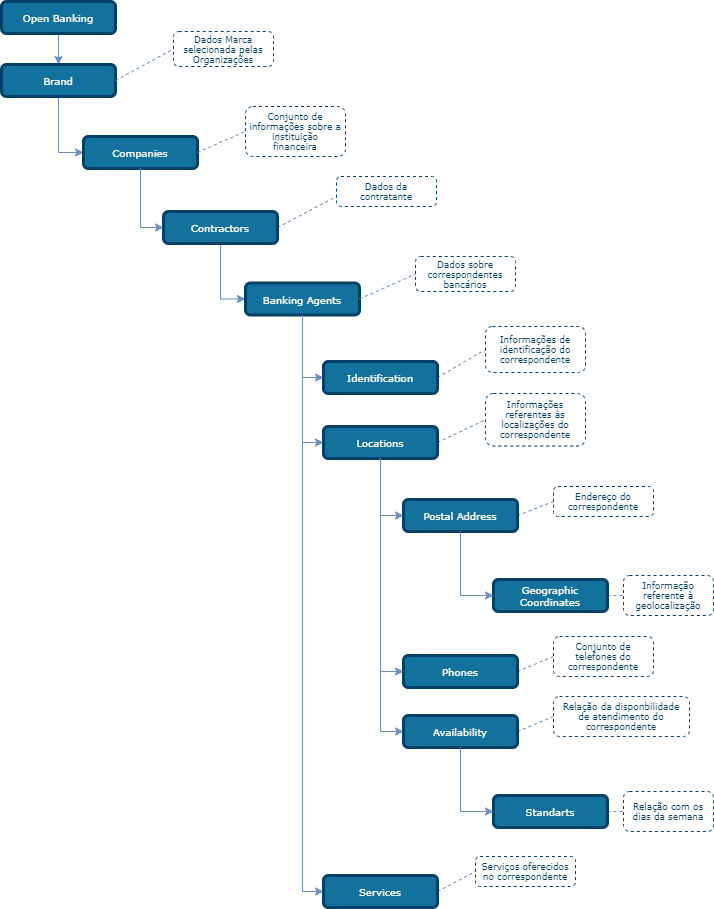 Open Banking
Dados Marca
selecionada pelas
Organizações
Brand
Conjunto de
informações sobre a
instituição
financeira
Companies
Dados da
contratante
Contractors
Dados sobre
correspondentes
bancários
Banking Agents
Informações de
identificação do
correspondente
Identification
Informações
referentes às
localizações do
correspondente
Locations
Endereço do
correspondente
Postal Address
Geographic
Coordinates
Informação
referente à
geolocalização
Conjunto de
telefones do
correspondente
Phones
Relação da disponbilidade
de atendimento do
correspondente
Availability
Standarts
Relação com os
dias da semana
Serviços oferecidos
no correspondente
Services